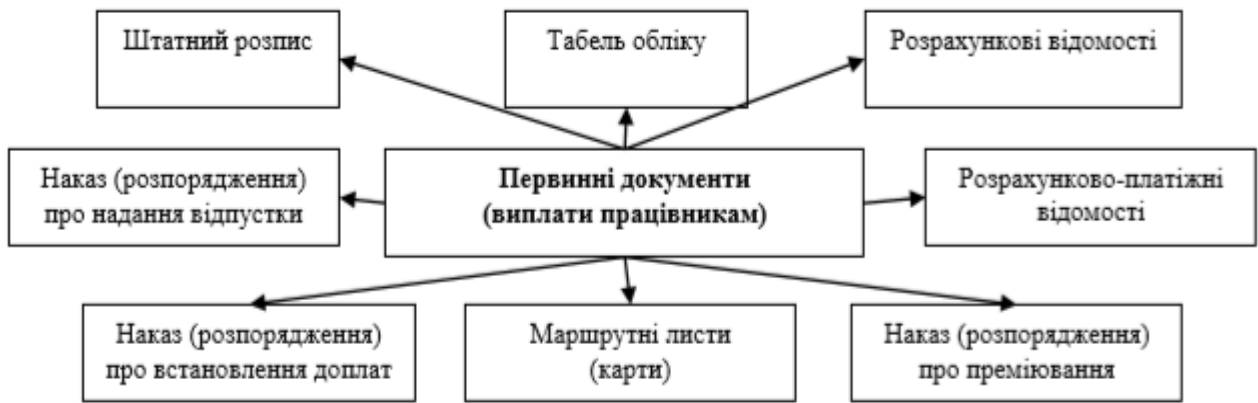 Штатний розпис
Табель обліку
Розрахункові відомості
Наказ (розпорядження)
про надання відпустки
Первинні документи
(виплати працівникам)
Розрахунково-платіжні
відомості
Наказ (розпорядження)
про встановлення доплат
Маршрутні листи
(карти)
Наказ (розпорядження)
про преміювання